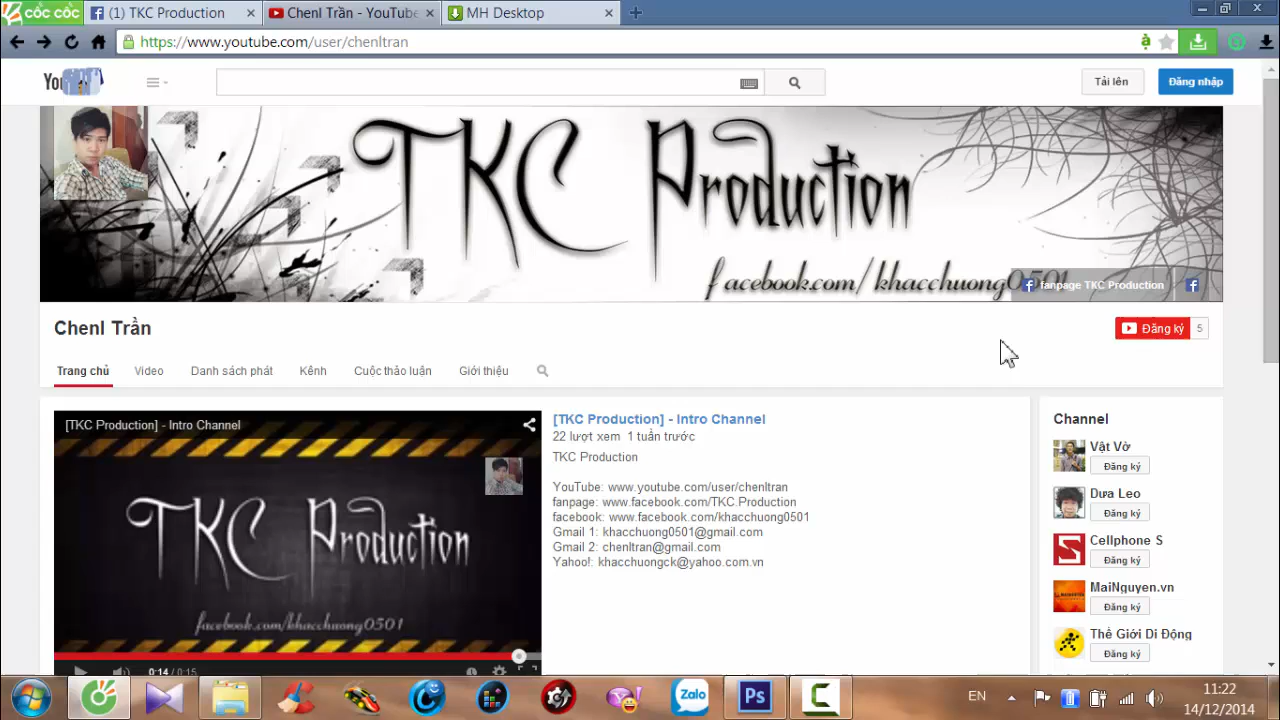 cốc cốc
(1) TKC Production
Chenl Trần - YouTube
MH Desktop
https://www.youtube.com/user/chenltran
You
Tải lên
Đăng nhập
TKC Production
facebook.com/khacchuong0501
fanpage TKC Production
Chenl Trần
Đăng ký 5
Trang chủ Video Danh sách phát Kênh Cuộc thảo luận Giới thiệu
[TKC Production] - Intro Channel
TKC Production
facebook.com/khacchuong0501
0:14 / 0:15
[TKC Production] - Intro Channel
22 lượt xem 1 tuần trước
TKC Production
YouTube: www.youtube.com/user/chenltran
fanpage: www.facebook.com/TKC.Production
facebook: www.facebook.com/khacchuong0501
Gmail 1: khacchuong0501@gmail.com
Gmail 2: chenltran@gmail.com
Yahoo!: khacchuongck@yahoo.com.vn
Channel
Vật Vờ
Đăng ký
Dưa Leo
Đăng ký
Cellphone S
Đăng ký
MaiNguyen.vn
Đăng ký
Thế Giới Di Động
Đăng ký
Zalo
Ps
EN
11:22
14/12/2014